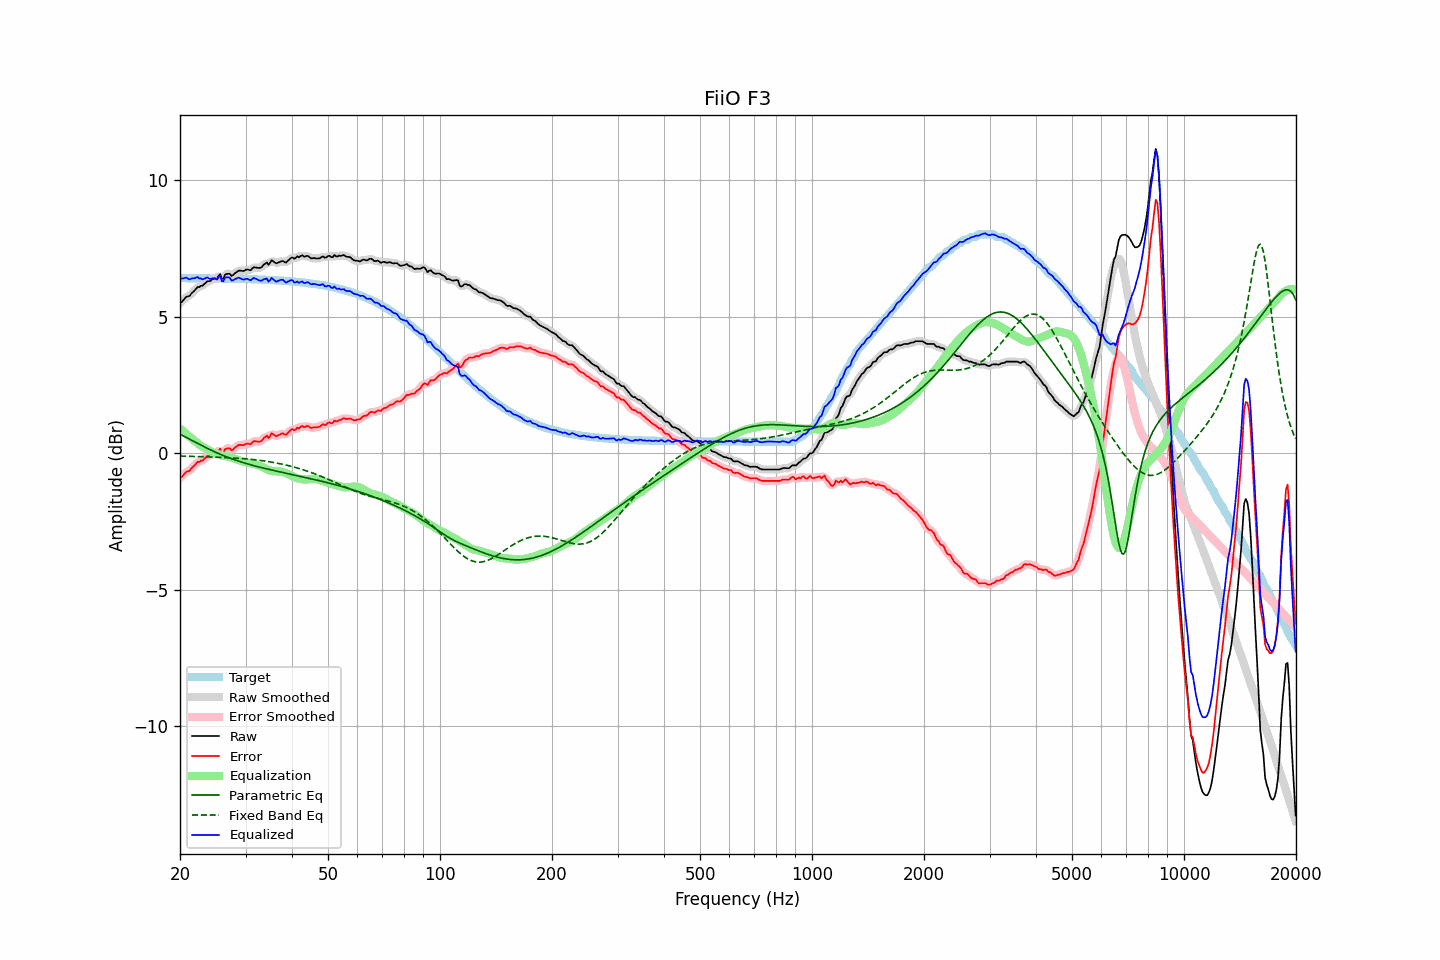 FiiO F3
Amplitude (dBr)
10
5
0
−5
−10
Target
Raw Smoothed
Error Smoothed
Raw
Error
Equalization
Parametric Eq
Fixed Band Eq
Equalized
20 50 100 200 500 1000 2000 5000 10000 20000
Frequency (Hz)